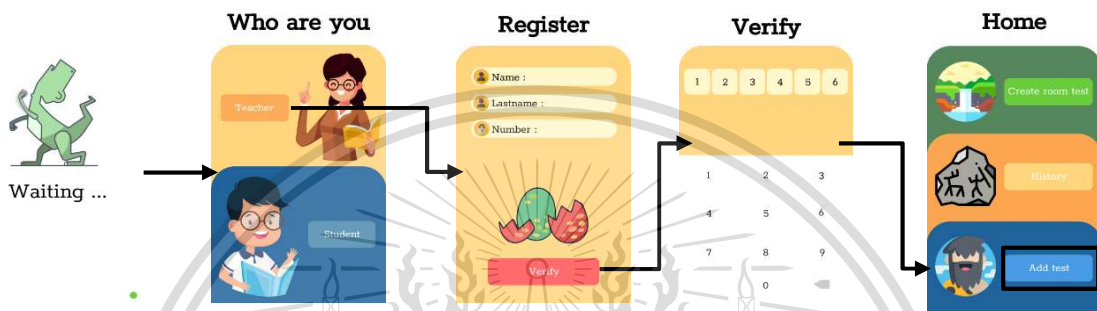 Waiting ...
Who are you
Teacher
Student
Register
Name :
Lastname :
Number :
Verify
Verify
1 2 3 4 5 6
1 2 3
4 5 6
7 8 9
0
Home
Create room test
History
Add test